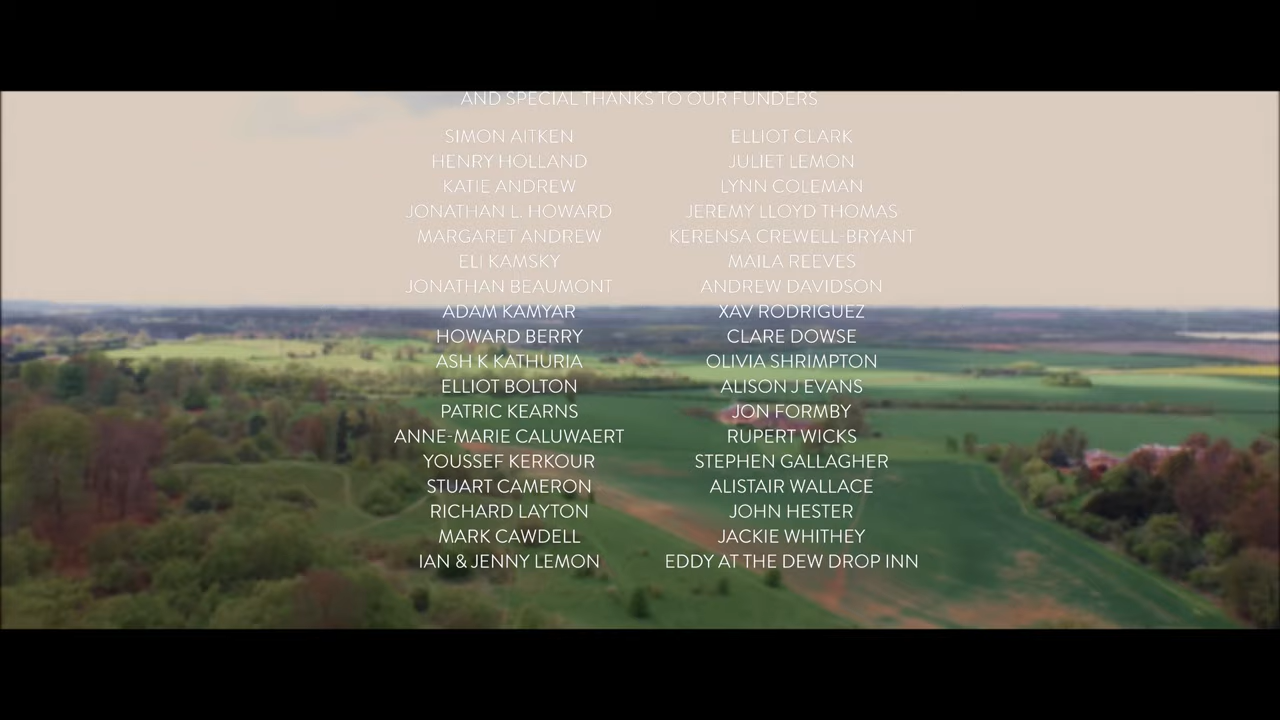 AND SPECIAL THANKS TO OUR FUNDERS
SIMON AITKEN ELLIOT CLARK
HENRY HOLLAND JULIET LEMON
KATIE ANDREW LYNN COLEMAN
JONATHAN L. HOWARD JEREMY LLOYD THOMAS
MARGARET ANDREW KERENSA CREWELL-BRYANT
ELI KAMSKY MAILA REEVES
JONATHAN BEAUMONT ANDREW DAVIDSON
ADAM KAMYAR XAV RODRIGUEZ
HOWARD BERRY CLARE DOWSE
ASH K KATHURIA OLIVIA SHRIMPTON
ELLIOT BOLTON ALISON J EVANS
PATRIC KEARNS JON FORMBY
ANNE-MARIE CALUWAERT RUPERT WICKS
YOUSSEF KERKOUR STEPHEN GALLAGHER
STUART CAMERON ALISTAIR WALLACE
RICHARD LAYTON JOHN HESTER
MARK CAWDELL JACKIE WHITHEY
IAN & JENNY LEMON EDDY AT THE DEW DROP INN